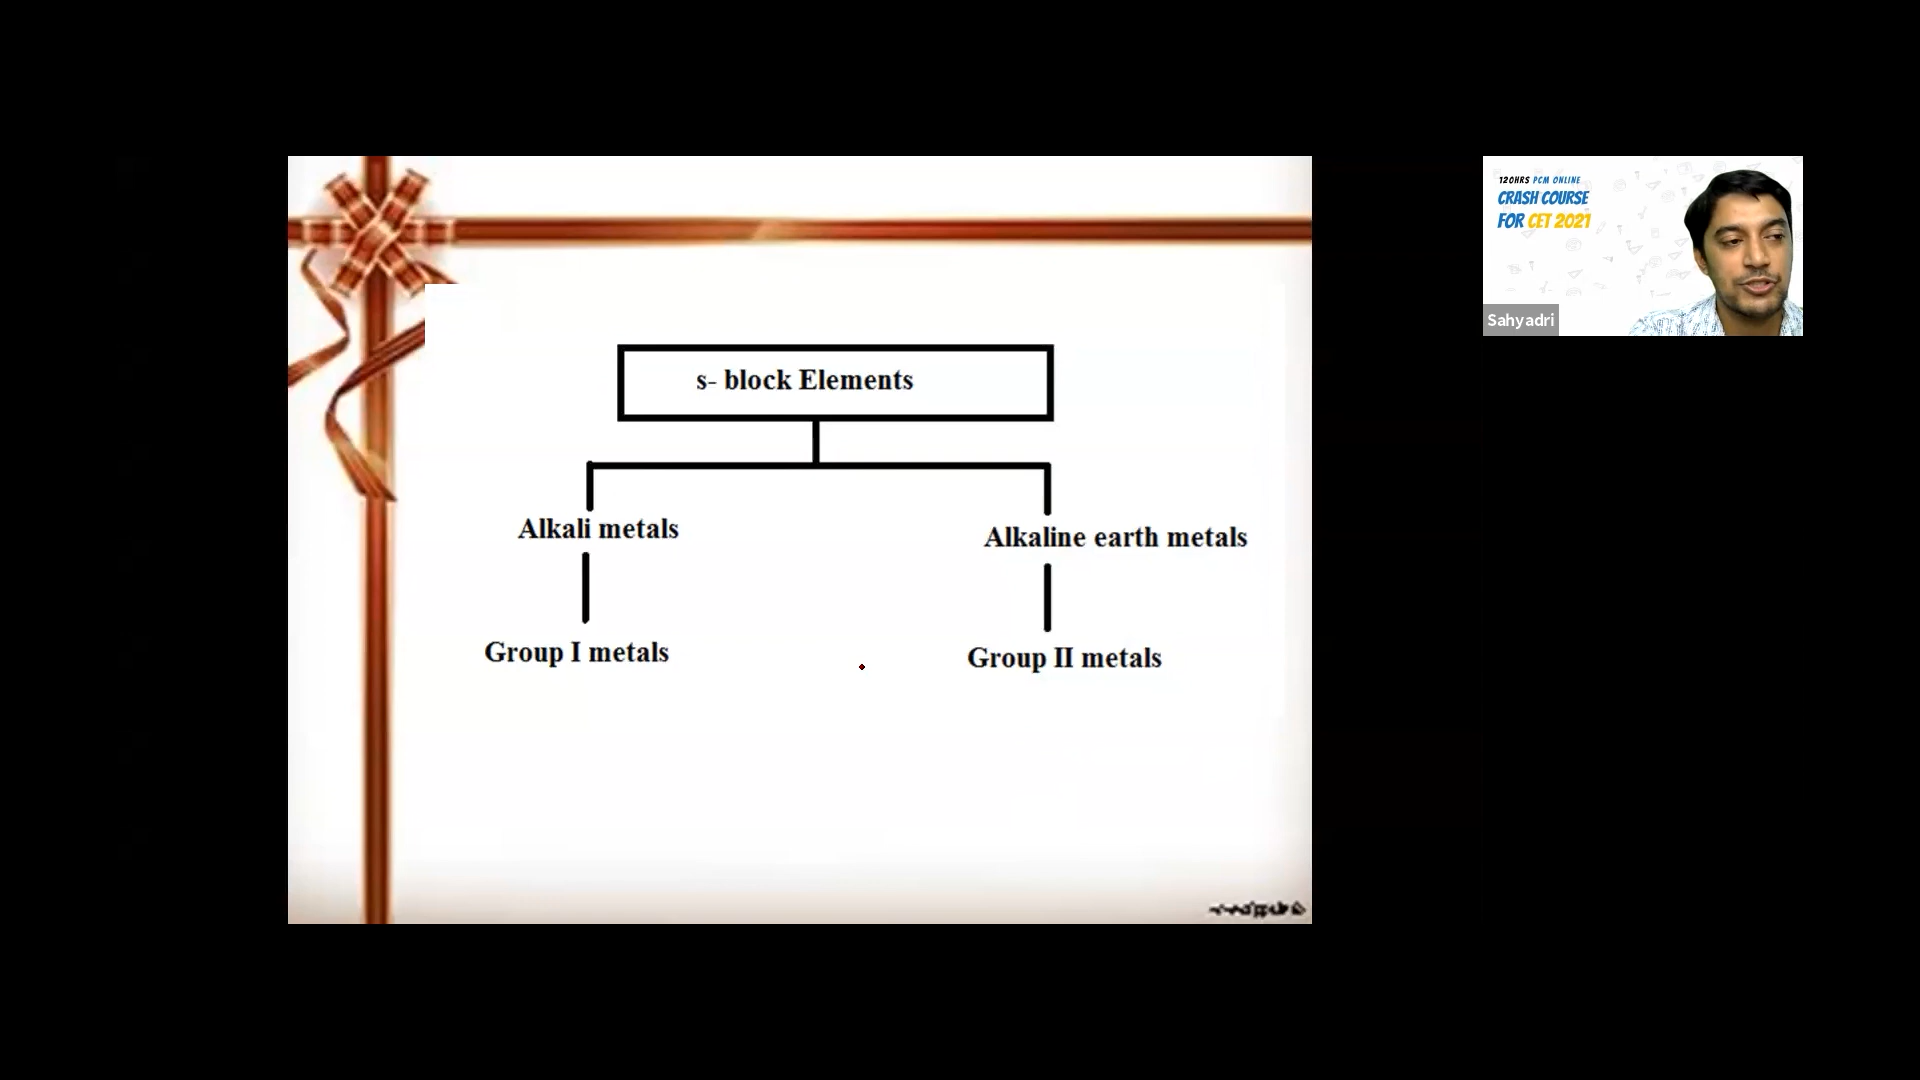 s- block Elements
Alkali metals
Alkaline earth metals
Group I metals
Group II metals
120HRS PCM ONLINE
CRASH COURSE
FOR CET 2021
Sahyadri